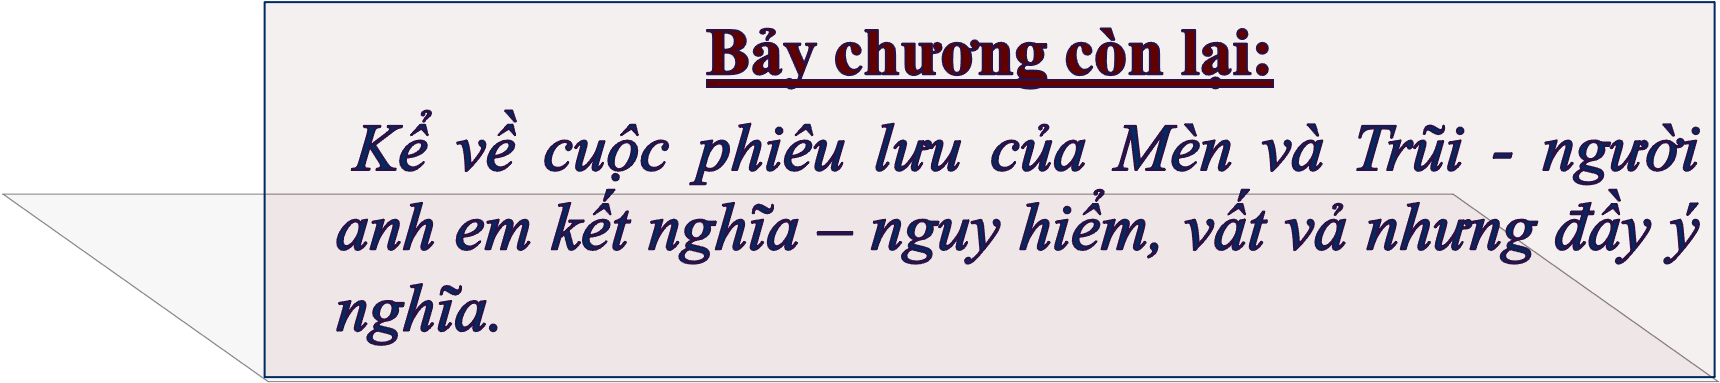 Bảy chương còn lại:
Kể về cuộc phiêu lưu của Mèn và Trũi - người
anh em kết nghĩa – nguy hiểm, vất vả nhưng đầy ý
nghĩa.